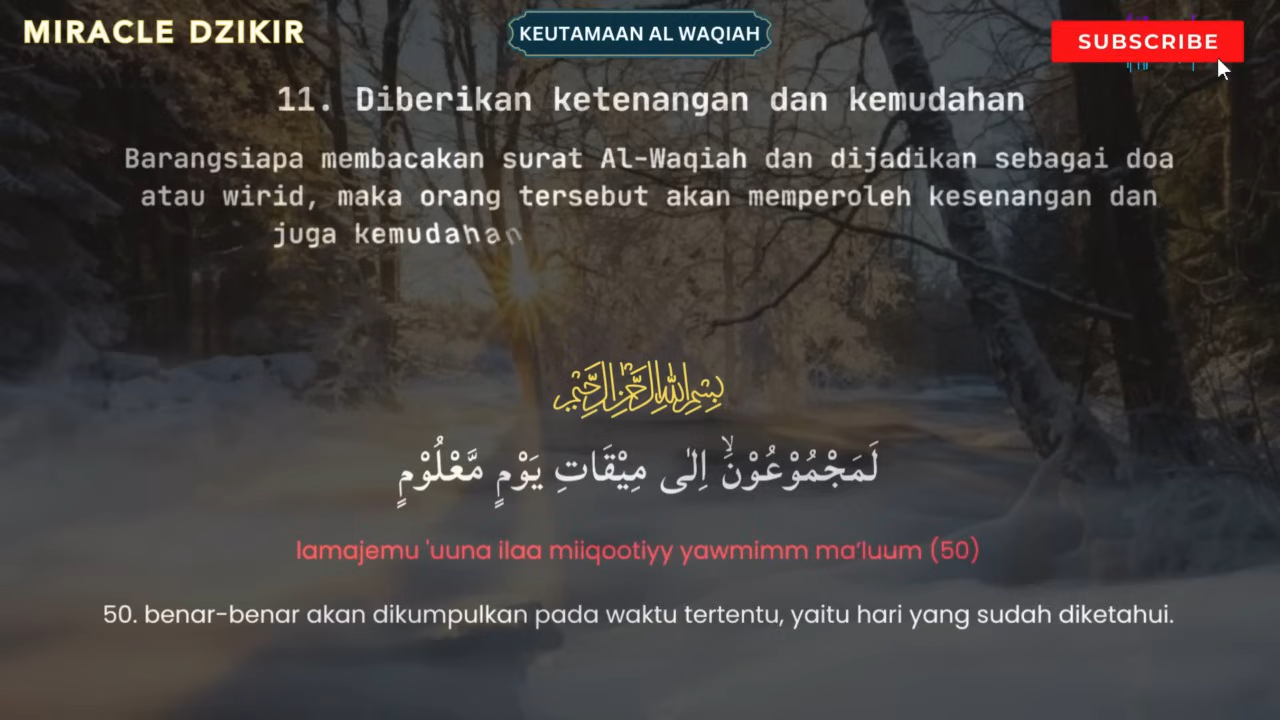 MIRACLE DZIKIR
KEUTAMAAN AL WAQIAH
SUBSCRIBE
11. Diberikan ketenangan dan kemudahan
Barangsiapa membacakan surat Al-Waqiah dan dijadikan sebagai doa
atau wirid, maka orang tersebut akan memperoleh kesenangan dan
juga kemudahan
بِسْمِ اللهِ الرَّحْمٰنِ الرَّحِيْمِ
لَمَجْمُوْعُوْنَۙ اِلٰى مِيْقَاتِ يَوْمٍ مَّعْلُوْمٍ
lamajemu 'uuna ilaa miiqootiyy yawmimm ma’luum (50)
50. benar-benar akan dikumpulkan pada waktu tertentu, yaitu hari yang sudah diketahui.